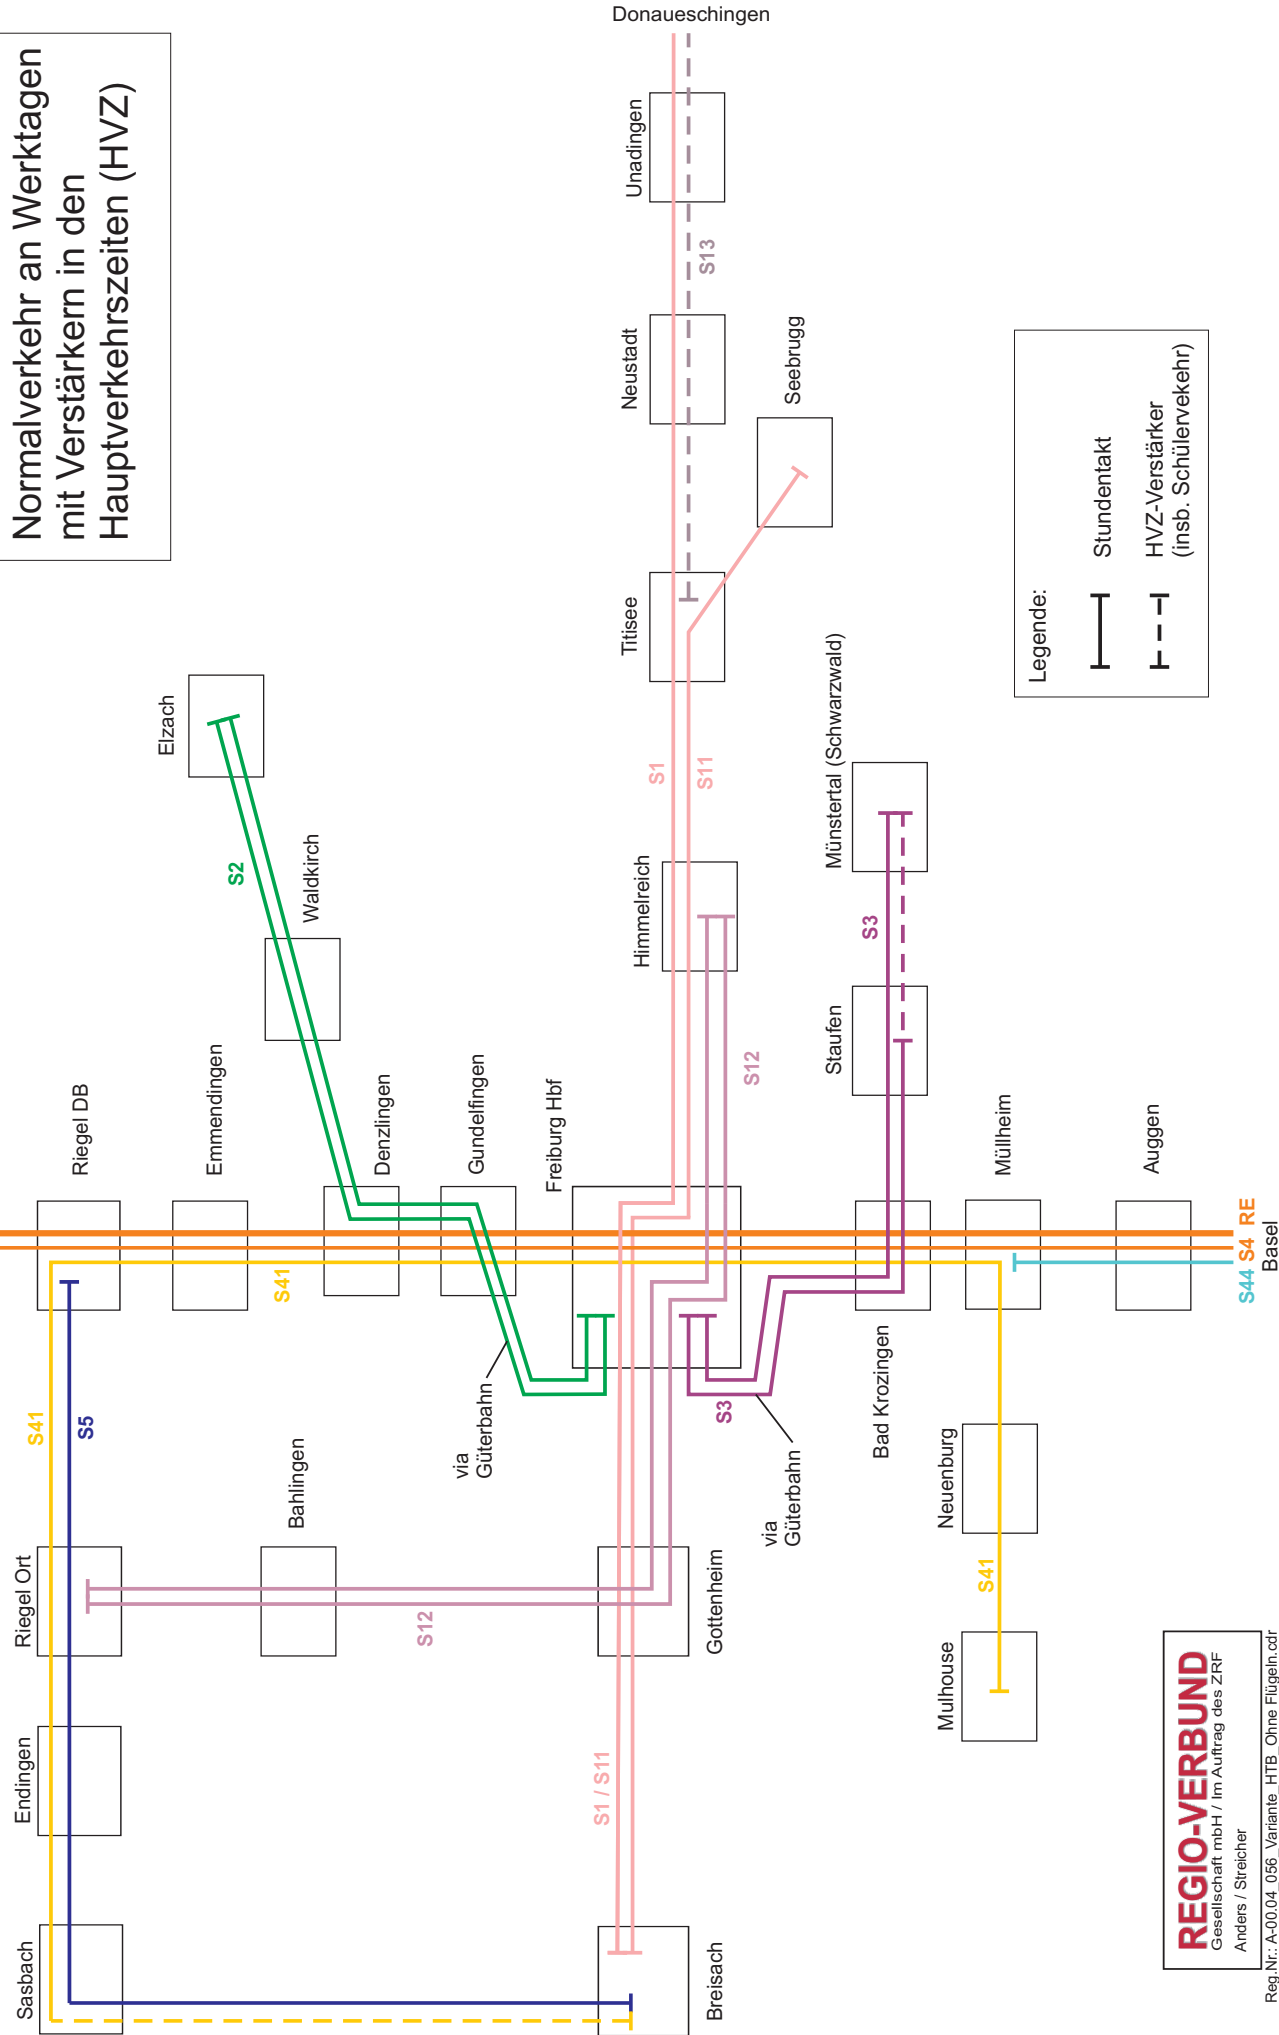 Normalverkehr an Werktagen
mit Verstärkern in den
Hauptverkehrszeiten (HVZ)
Donaueschingen
Unadingen
S13
Neustadt
Seebrugg
Titisee
S1
S11
Himmelreich
S12
Elzach
S2
Waldkirch
Riegel DB
Emmendingen
Denzlingen
Gundelfingen
Freiburg Hbf
Münstertal (Schwarzwald)
S3
Staufen
Müllheim
Auggen
S44 S4 RE
Basel
S41
S41
S5
via
Güterbahn
S3
via
Güterbahn
Bad Krozingen
Riegel Ort
Bahlingen
S12
Gottenheim
Neuenburg
S41
Mulhouse
Endingen
S1 / S11
Sasbach
Breisach
Legende:
Stundentakt
HVZ-Verstärker
(insb. Schülervekehr)
REGIO-VERBUND
Gesellschaft mbH / Im Auftrag des ZRF
Anders / Streicher
Reg.Nr.: A-00.04_056_Variante_HTB_Ohne Flügeln.cdr